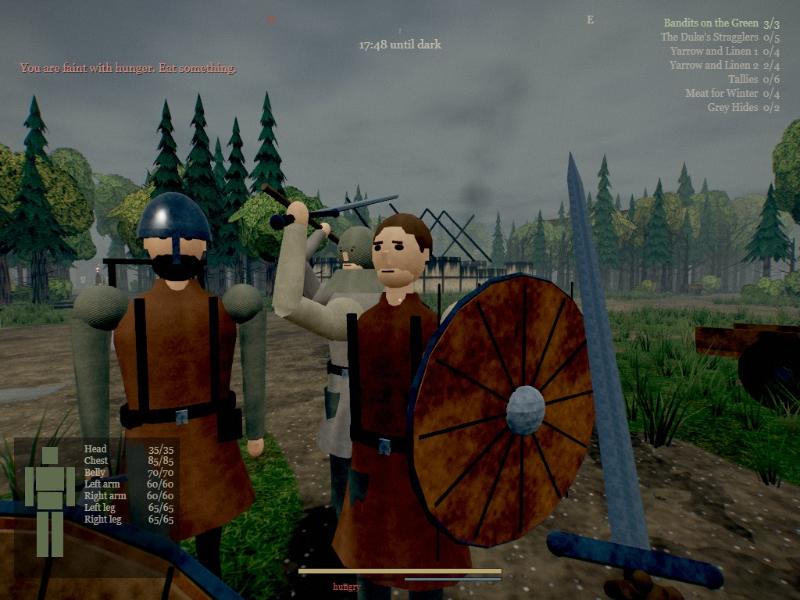 E
17:48 until dark
Bandits on the Green 3/3
The Duke's Stragglers 0/5
Yarrow and Linen 1 0/4
Yarrow and Linen 2 2/4
Tallies 0/6
Meat for Winter 0/4
Grey Hides 0/2
You are faint with hunger. Eat something.
Head 35/35
Chest 85/85
Belly 70/70
Left arm 60/60
Right arm 60/60
Left leg 65/65
Right leg 65/65
hungry